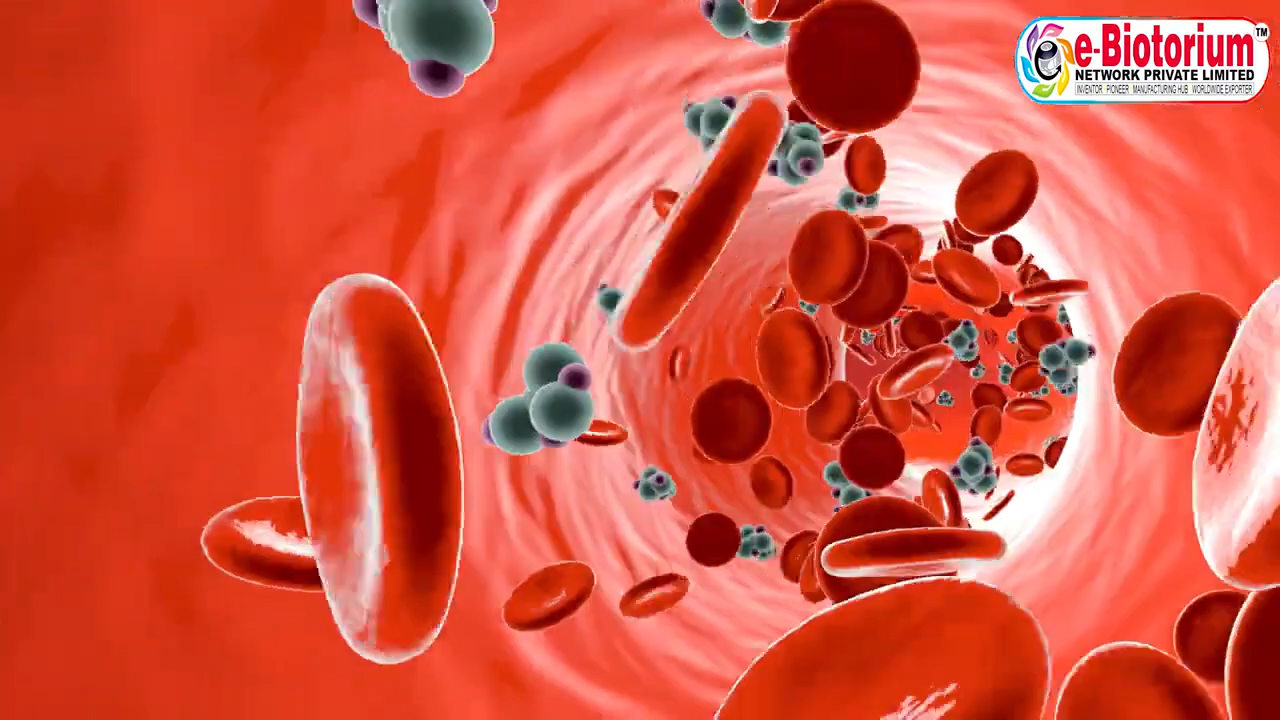 e-Biotorium™
NETWORK PRIVATE LIMITED
INVENTOR PIONEER MANUFACTURING HUB WORLDWIDE EXPORTER